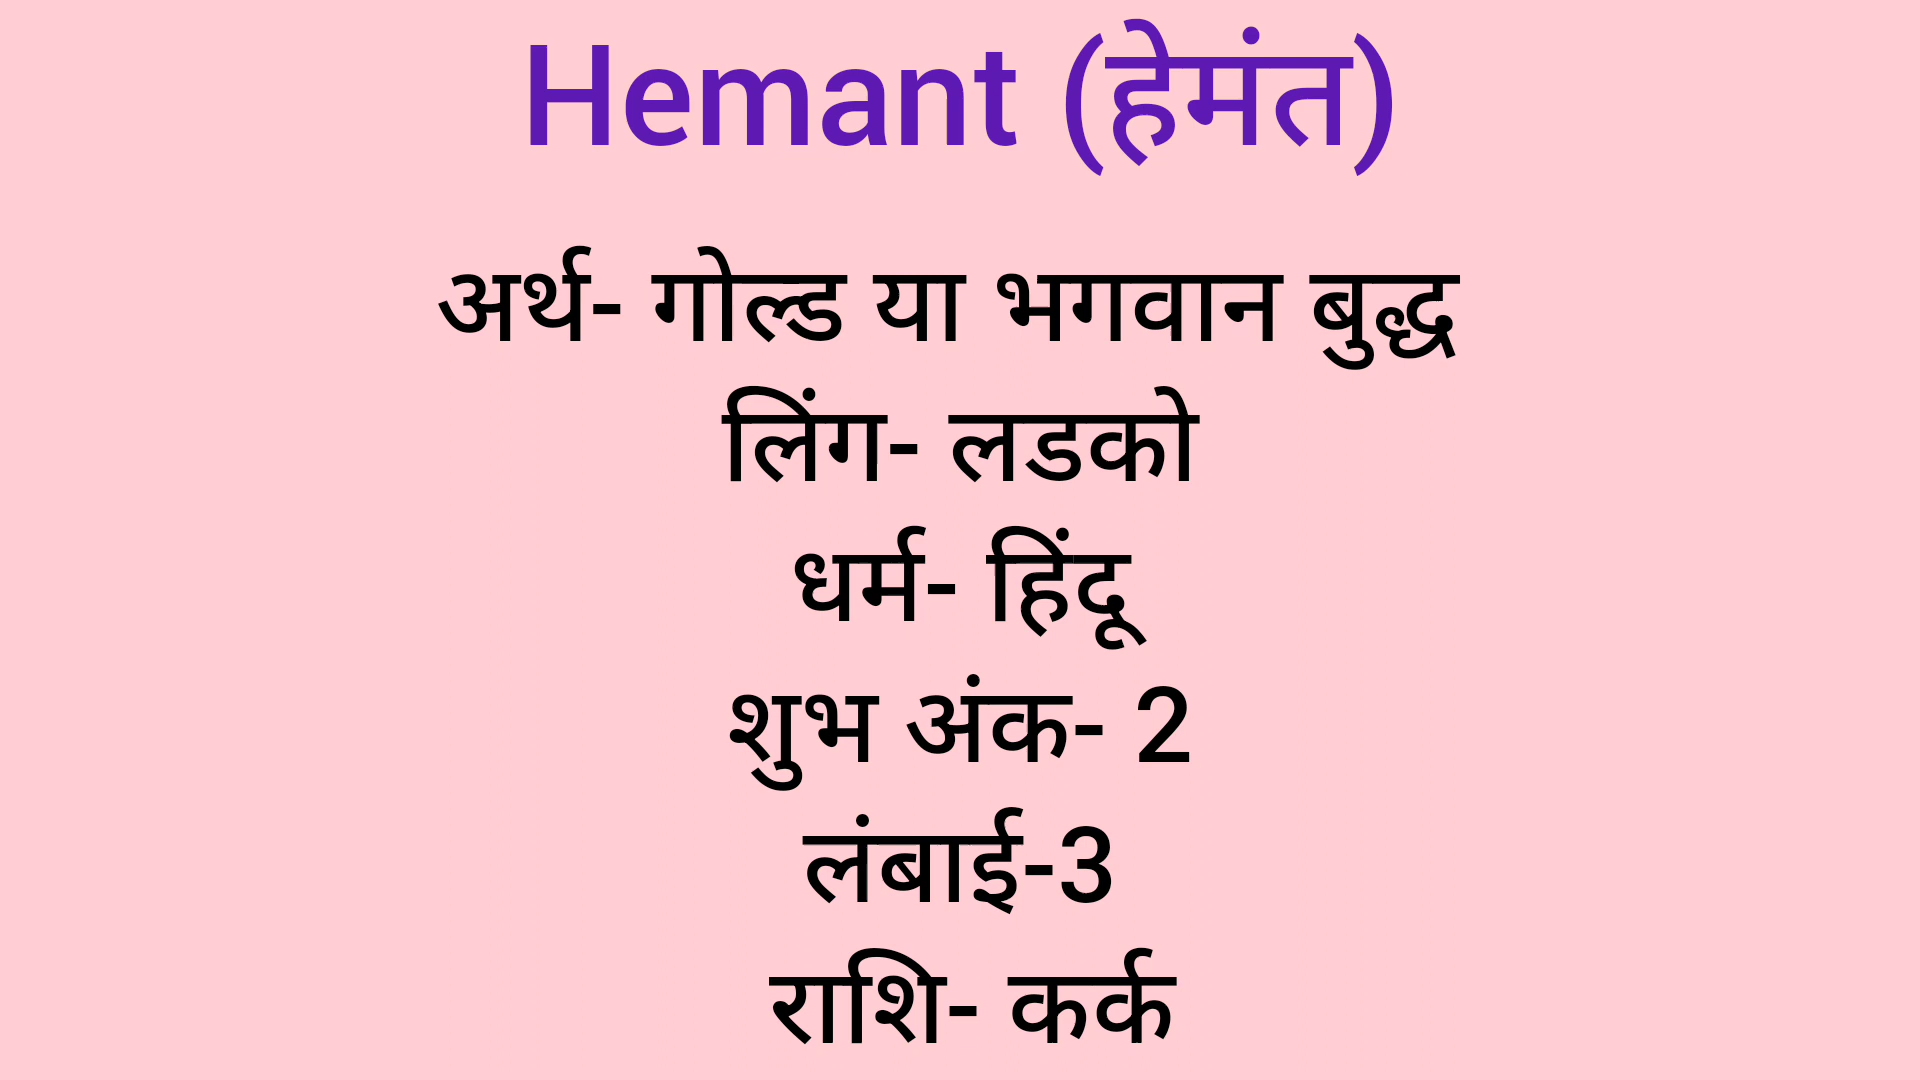 Hemant (हेमंत)
अर्थ- गोल्ड या भगवान बुद्ध
लिंग- लडको
धर्म- हिंदू
शुभ अंक- 2
लंबाई-3
राशि- कर्क